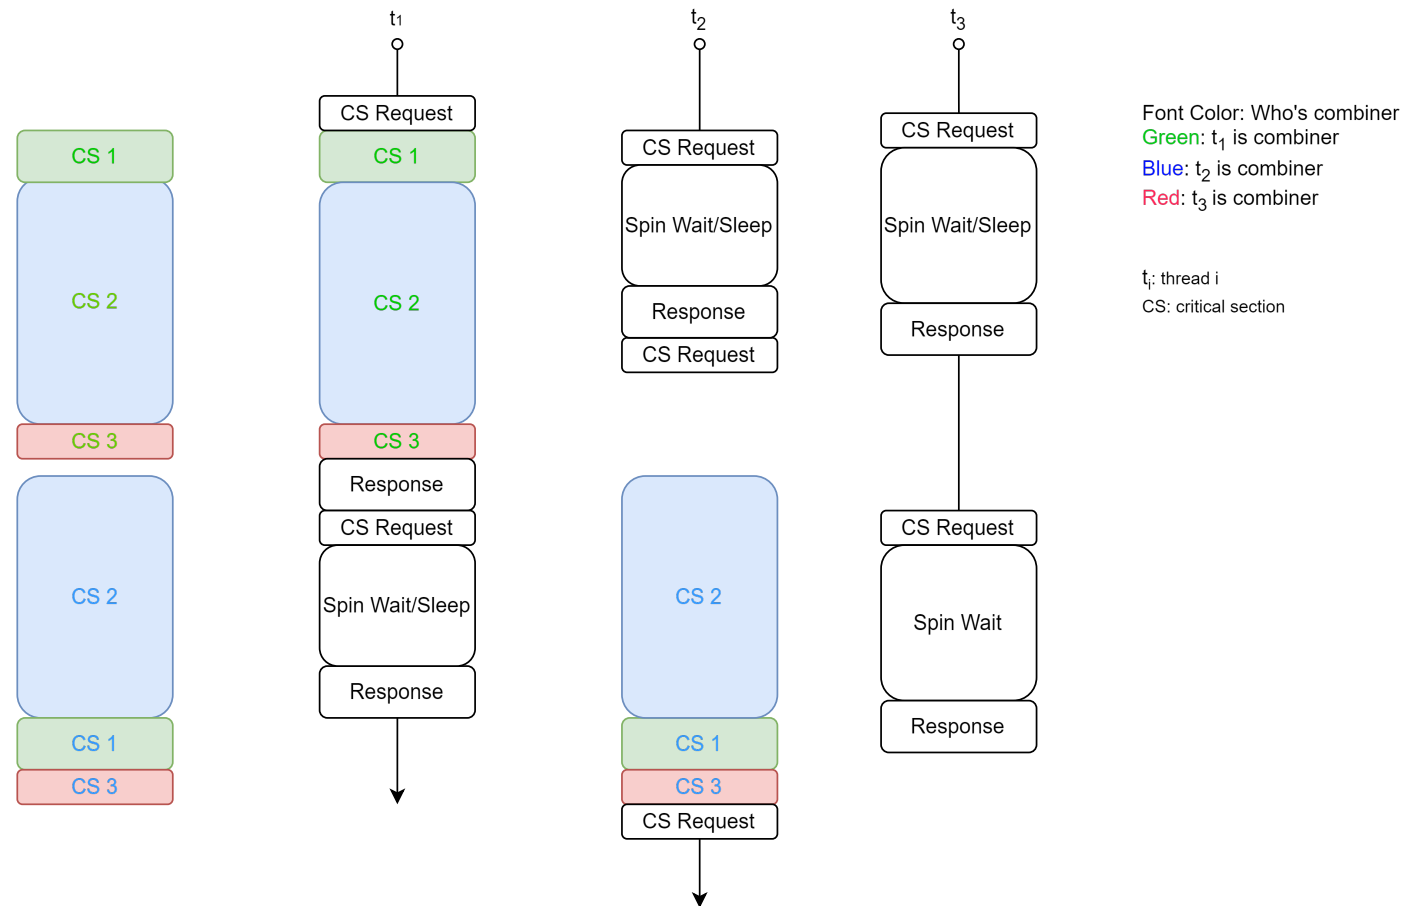 t1
t2
t3
CS Request
CS Request
CS Request
Font Color: Who's combiner
Green: t1 is combiner
Blue: t2 is combiner
Red: t3 is combiner
ti: thread i
CS: critical section
CS 1
CS 1
Spin Wait/Sleep
Spin Wait/Sleep
CS 2
CS 2
Response
Response
CS Request
CS 3
CS 3
Response
CS Request
CS Request
CS 2
Spin Wait/Sleep
CS 2
Spin Wait
Response
Response
CS 1
CS 1
CS 3
CS 3
CS Request